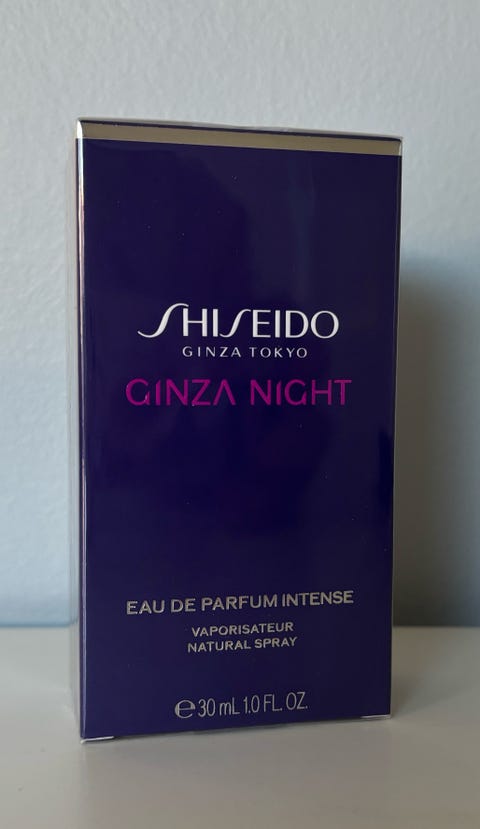 SHISEIDO
GINZA TOKYO
GINZA NIGHT
EAU DE PARFUM INTENSE
VAPORISATEUR
NATURAL SPRAY
℮ 30 mL 1.0 FL. OZ.